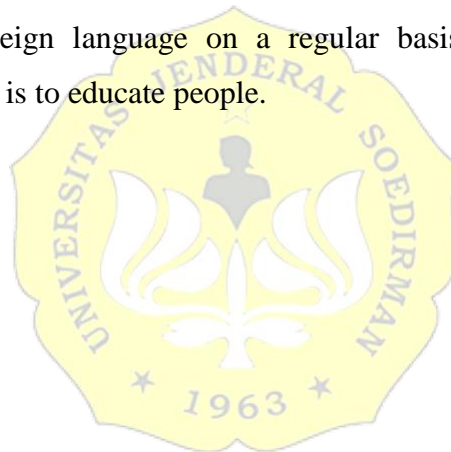 eign language on a regular basis
is to educate people.
UNIVERSITAS JENDERAL SOEDIRMAN
1963